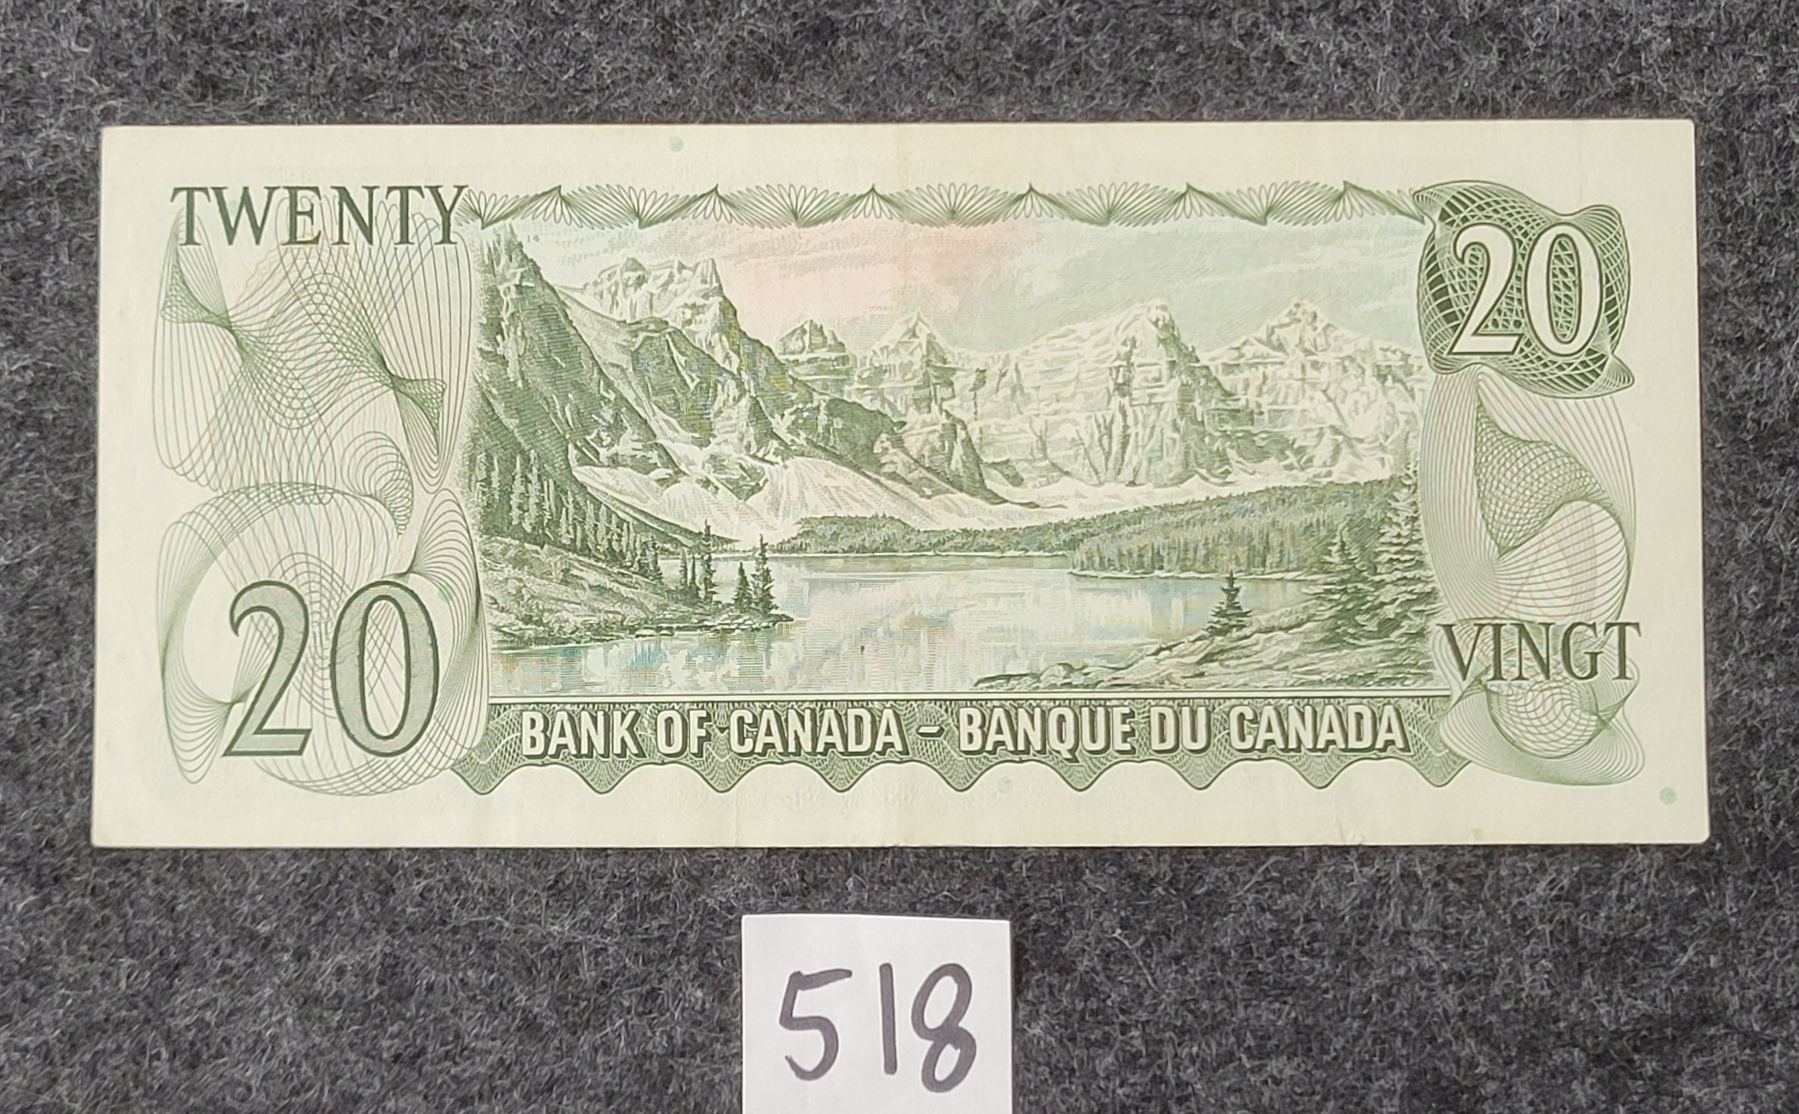 TWENTY
20
20
VINGT
BANK OF CANADA - BANQUE DU CANADA
518